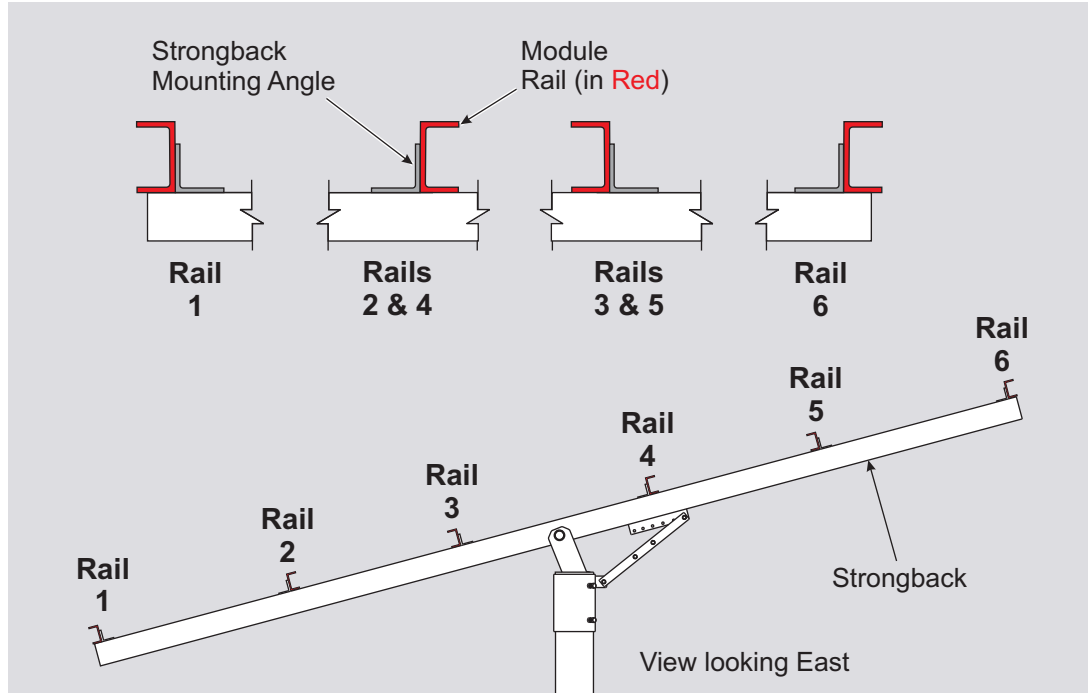 Strongback
Mounting Angle
Module
Rail (in Red)
Rail
1
Rails
2 & 4
Rails
3 & 5
Rail
6
Rail
6
Rail
5
Rail
4
Rail
3
Rail
2
Rail
1
Strongback
View looking East